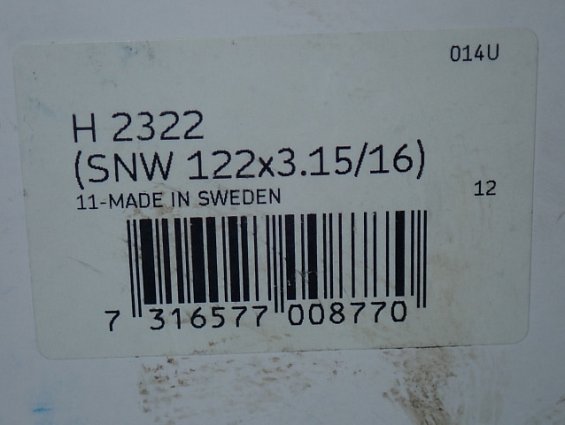 014U
H 2322
(SNW 122x3.15/16)
11-MADE IN SWEDEN
12
7 316577 008770